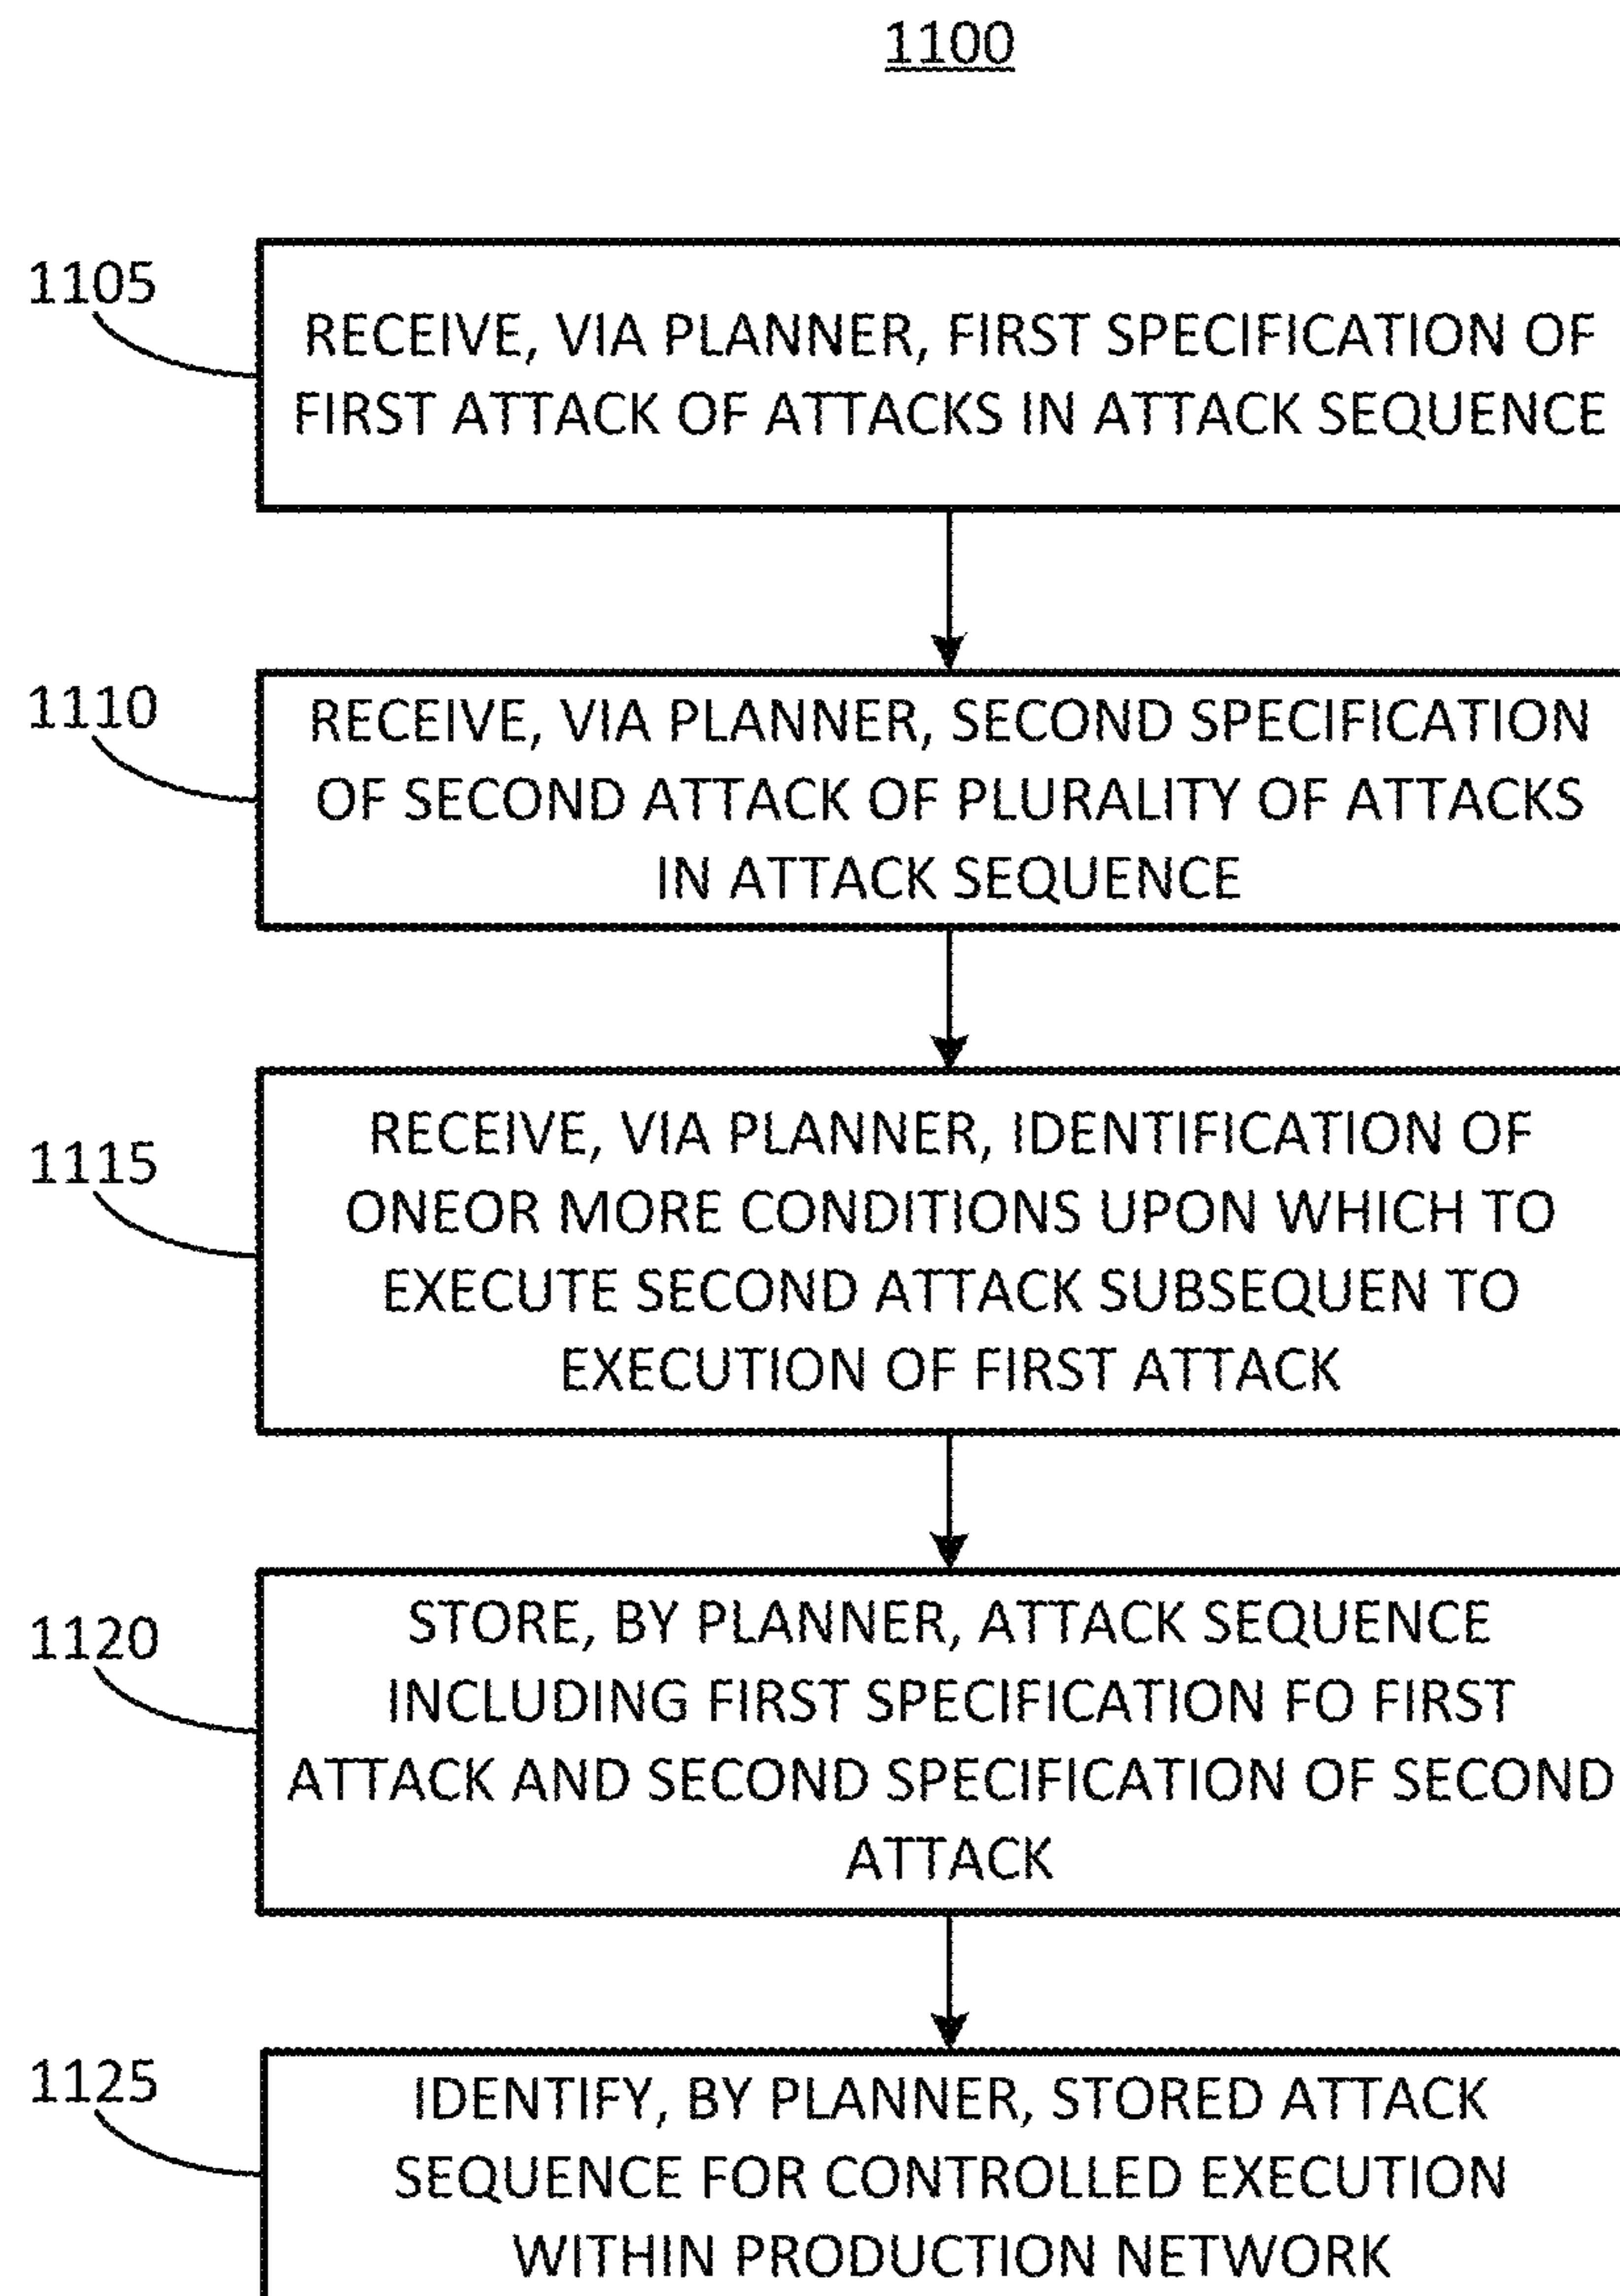 1100
1105
RECEIVE, VIA PLANNER, FIRST SPECIFICATION OF
FIRST ATTACK OF ATTACKS IN ATTACK SEQUENCE
1110
RECEIVE, VIA PLANNER, SECOND SPECIFICATION
OF SECOND ATTACK OF PLURALITY OF ATTACKS
IN ATTACK SEQUENCE
1115
RECEIVE, VIA PLANNER, IDENTIFICATION OF
ONEOR MORE CONDITIONS UPON WHICH TO
EXECUTE SECOND ATTACK SUBSEQUEN TO
EXECUTION OF FIRST ATTACK
1120
STORE, BY PLANNER, ATTACK SEQUENCE
INCLUDING FIRST SPECIFICATION FO FIRST
ATTACK AND SECOND SPECIFICATION OF SECOND
ATTACK
1125
IDENTIFY, BY PLANNER, STORED ATTACK
SEQUENCE FOR CONTROLLED EXECUTION
WITHIN PRODUCTION NETWORK